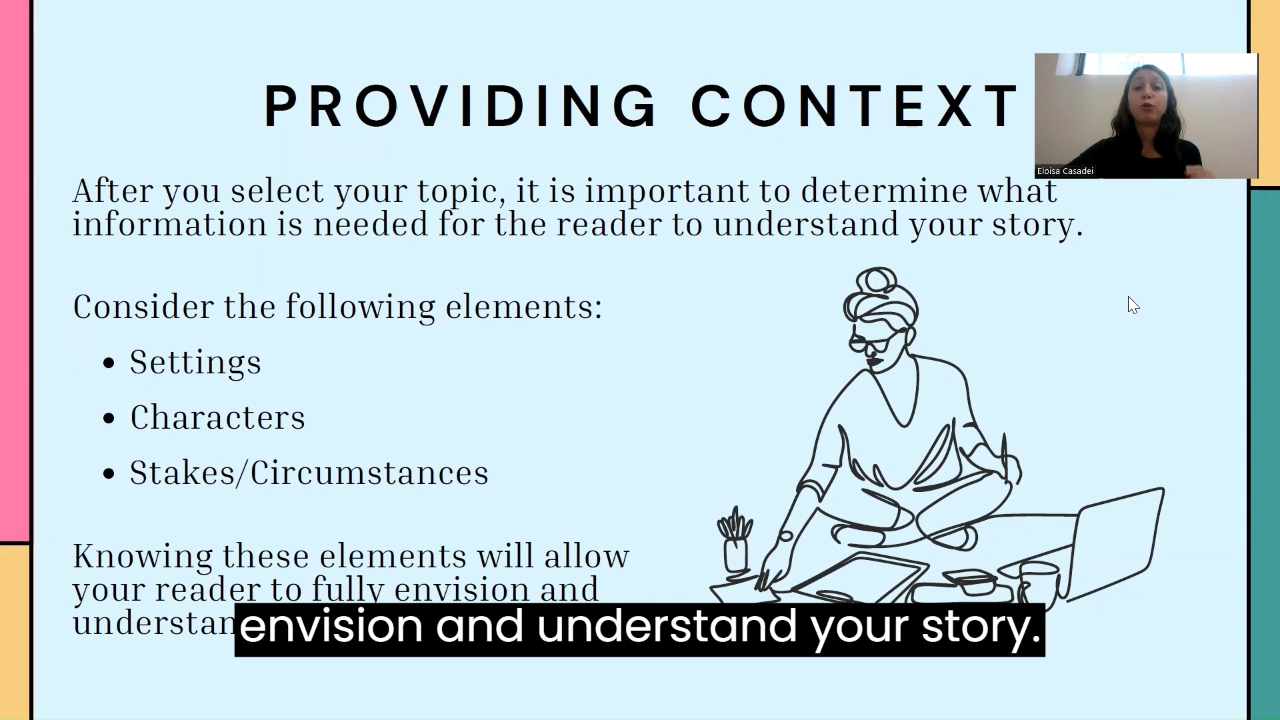 PROVIDING CONTEXT
Eloisa Casadei
After you select your topic, it is important to determine what
information is needed for the reader to understand your story.
Consider the following elements:
• Settings
• Characters
• Stakes/Circumstances
Knowing these elements will allow
your reader to fully envision and
understan
envision and understand your story.